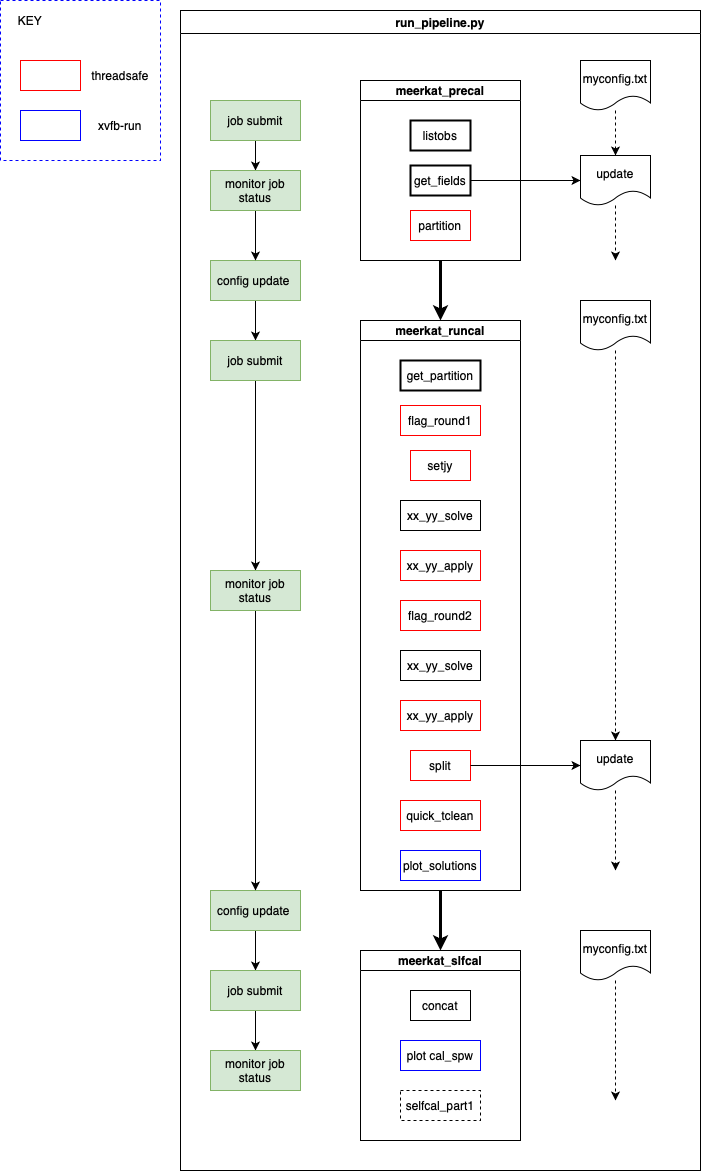 KEY
threadsafe
xvfb-run
run_pipeline.py
job submit
monitor job
status
config update
job submit
monitor job
status
config update
job submit
monitor job
status
meerkat_precal
listobs
get_fields
partition
meerkat_runcal
get_partition
flag_round1
setjy
xx_yy_solve
xx_yy_apply
flag_round2
xx_yy_solve
xx_yy_apply
split
quick_tclean
plot_solutions
meerkat_slfcal
concat
plot cal_spw
selfcal_part1
myconfig.txt
update
myconfig.txt
update
myconfig.txt